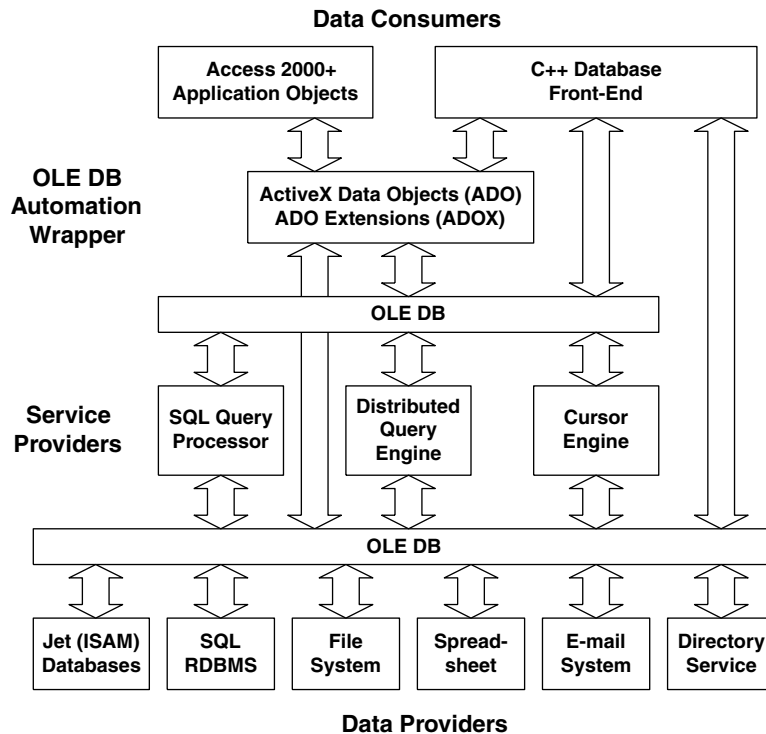 Data Consumers
Access 2000+
Application Objects
C++ Database
Front-End
OLE DB
Automation
Wrapper
ActiveX Data Objects (ADO)
ADO Extensions (ADOX)
OLE DB
Service
Providers
SQL Query
Processor
Distributed
Query
Engine
Cursor
Engine
OLE DB
Jet (ISAM)
Databases
SQL
RDBMS
File
System
Spread-
sheet
E-mail
System
Directory
Service
Data Providers